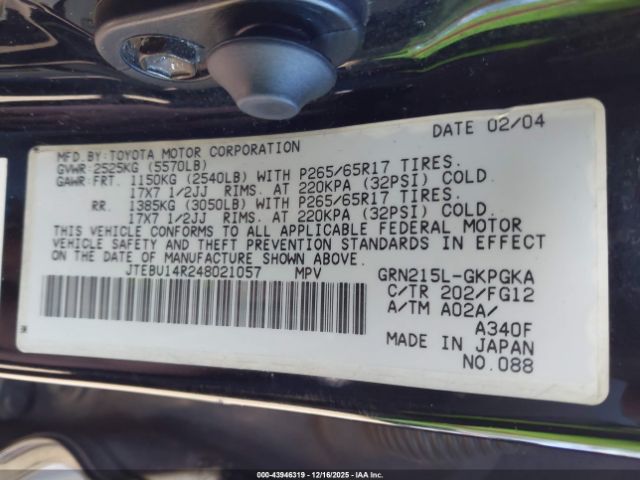 DATE 02/04
MFD.BY:TOYOTA MOTOR CORPORATION
GVWR 2525KG (5570LB)
GAWR:FRT. 1150KG (2540LB) WITH P265/65R17 TIRES.
17X7 1/2JJ RIMS. AT 220KPA (32PSI) COLD.
RR. 1385KG (3050LB) WITH P265/65R17 TIRES.
17X7 1/2JJ RIMS. AT 220KPA (32PSI) COLD.
THIS VEHICLE CONFORMS TO ALL APPLICABLE FEDERAL MOTOR
VEHICLE SAFETY AND THEFT PREVENTION STANDARDS IN EFFECT
ON THE DATE OF MANUFACTURE SHOWN ABOVE.
JTEBU14R248021057 MPV GRN215L-GKPGKA
C/TR 202/FG12
A/TM A02A/
A340F
MADE IN JAPAN
NO.088
000-43946319 | 12/16/2025 - IAAI.COM